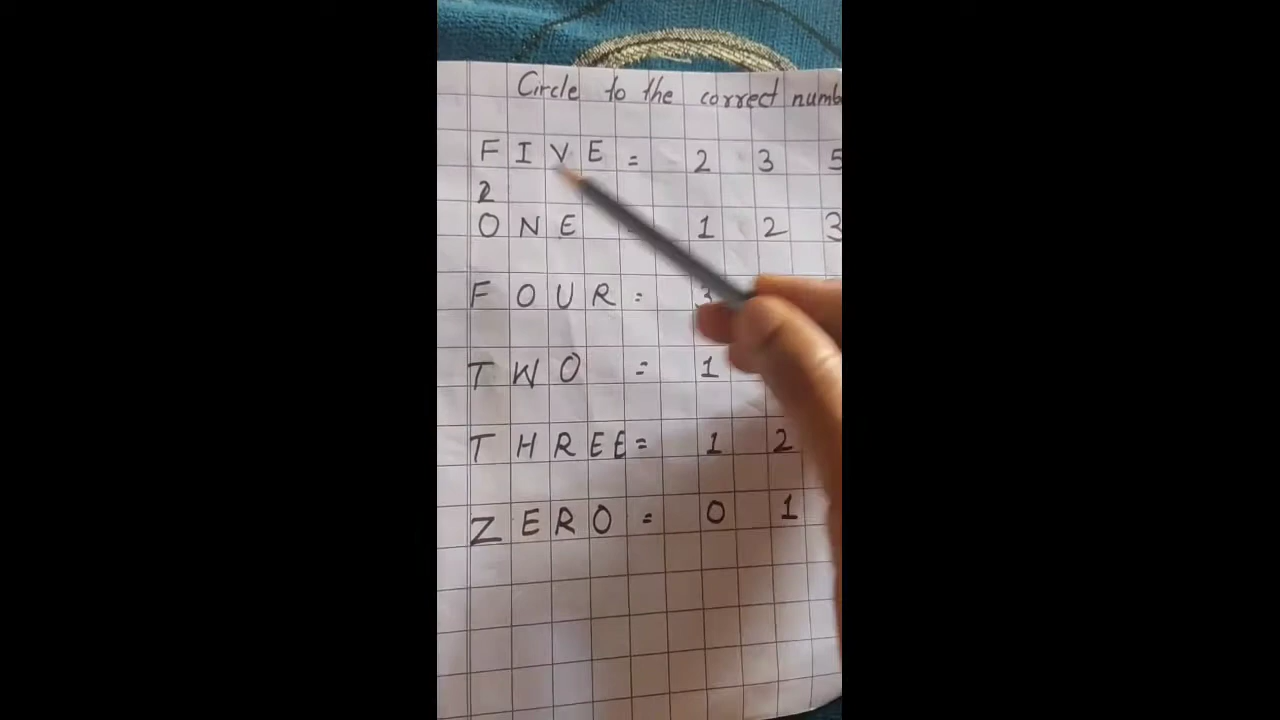 Circle to the correct numb
FIVE = 2 3 5
2
ONE = 1 2 3
FOUR = 3
TWO = 1
THREE = 1 2
ZERO = 0 1